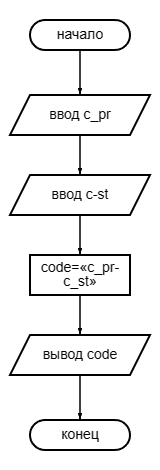 начало
ввод c_pr
ввод c-st
code=«c_pr-
c_st»
вывод code
конец